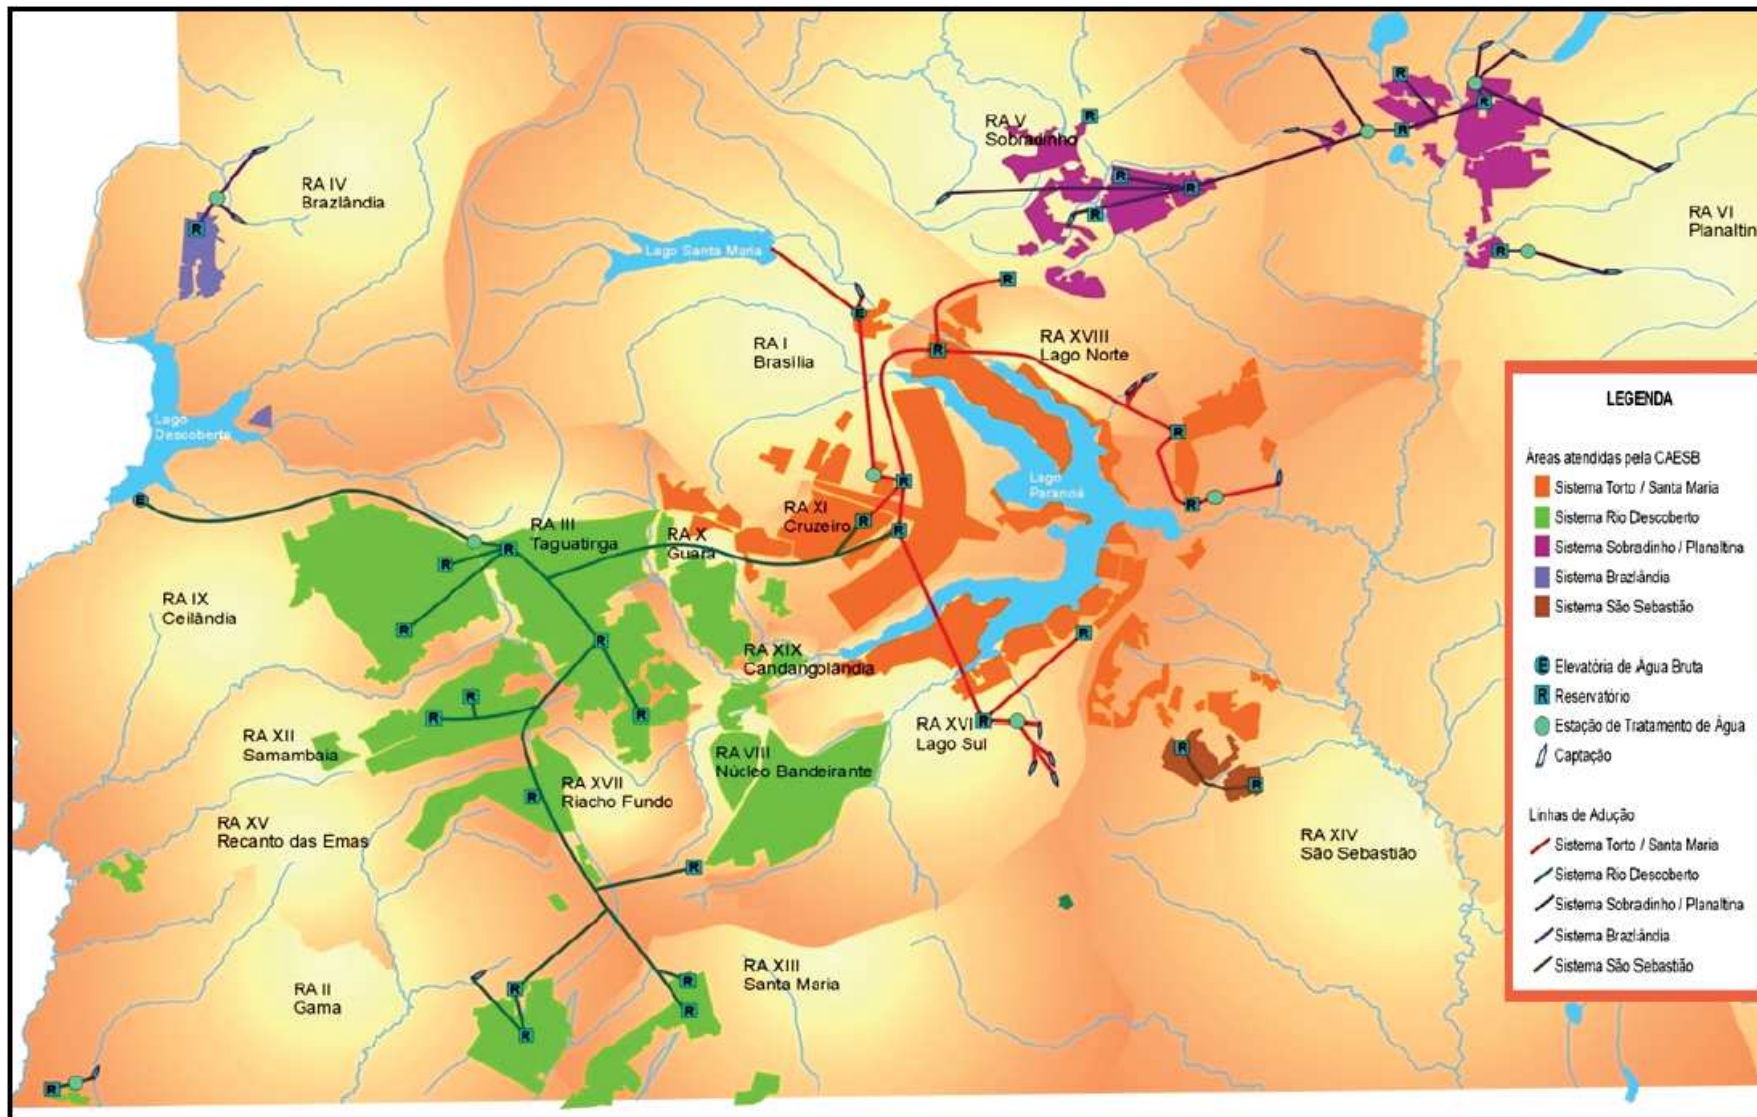 RA V
Sobradinho
RA IV
Brazlândia
RA VI
Planaltin
Lago Santa Maria
RA I
Brasília
RA XVIII
Lago Norte
Lago
Descoberto
Lago
Paranoá
RA XI
Cruzeiro
RA III
Taguatinga
RA X
Guará
RA IX
Ceilândia
RA XIX
Candangolândia
RA XVI
Lago Sul
RA XII
Samambaia
RA VIII
Núcleo Bandeirante
RA XVII
Riacho Fundo
RA XV
Recanto das Emas
RA XIV
São Sebastião
RA XIII
Santa Maria
RA II
Gama
LEGENDA
Áreas atendidas pela CAESB
Sistema Torto / Santa Maria
Sistema Rio Descoberto
Sistema Sobradinho / Planaltina
Sistema Brazlândia
Sistema São Sebastião
E Elevatória de Água Bruta
R Reservatório
Estação de Tratamento de Água
Captação
Linhas de Adução
Sistema Torto / Santa Maria
Sistema Rio Descoberto
Sistema Sobradinho / Planaltina
Sistema Brazlândia
Sistema São Sebastião